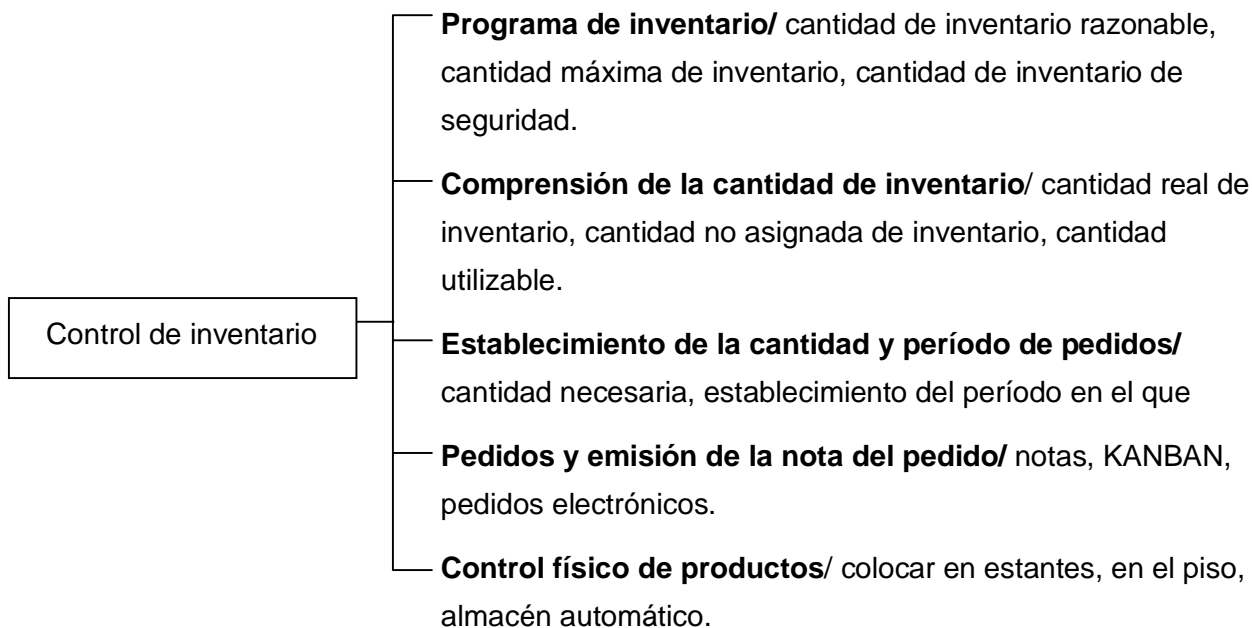 Programa de inventario/ cantidad de inventario razonable,
cantidad máxima de inventario, cantidad de inventario de
seguridad.
Comprensión de la cantidad de inventario/ cantidad real de
inventario, cantidad no asignada de inventario, cantidad
utilizable.
Control de inventario
Establecimiento de la cantidad y período de pedidos/
cantidad necesaria, establecimiento del período en el que
Pedidos y emisión de la nota del pedido/ notas, KANBAN,
pedidos electrónicos.
Control físico de productos/ colocar en estantes, en el piso,
almacén automático.